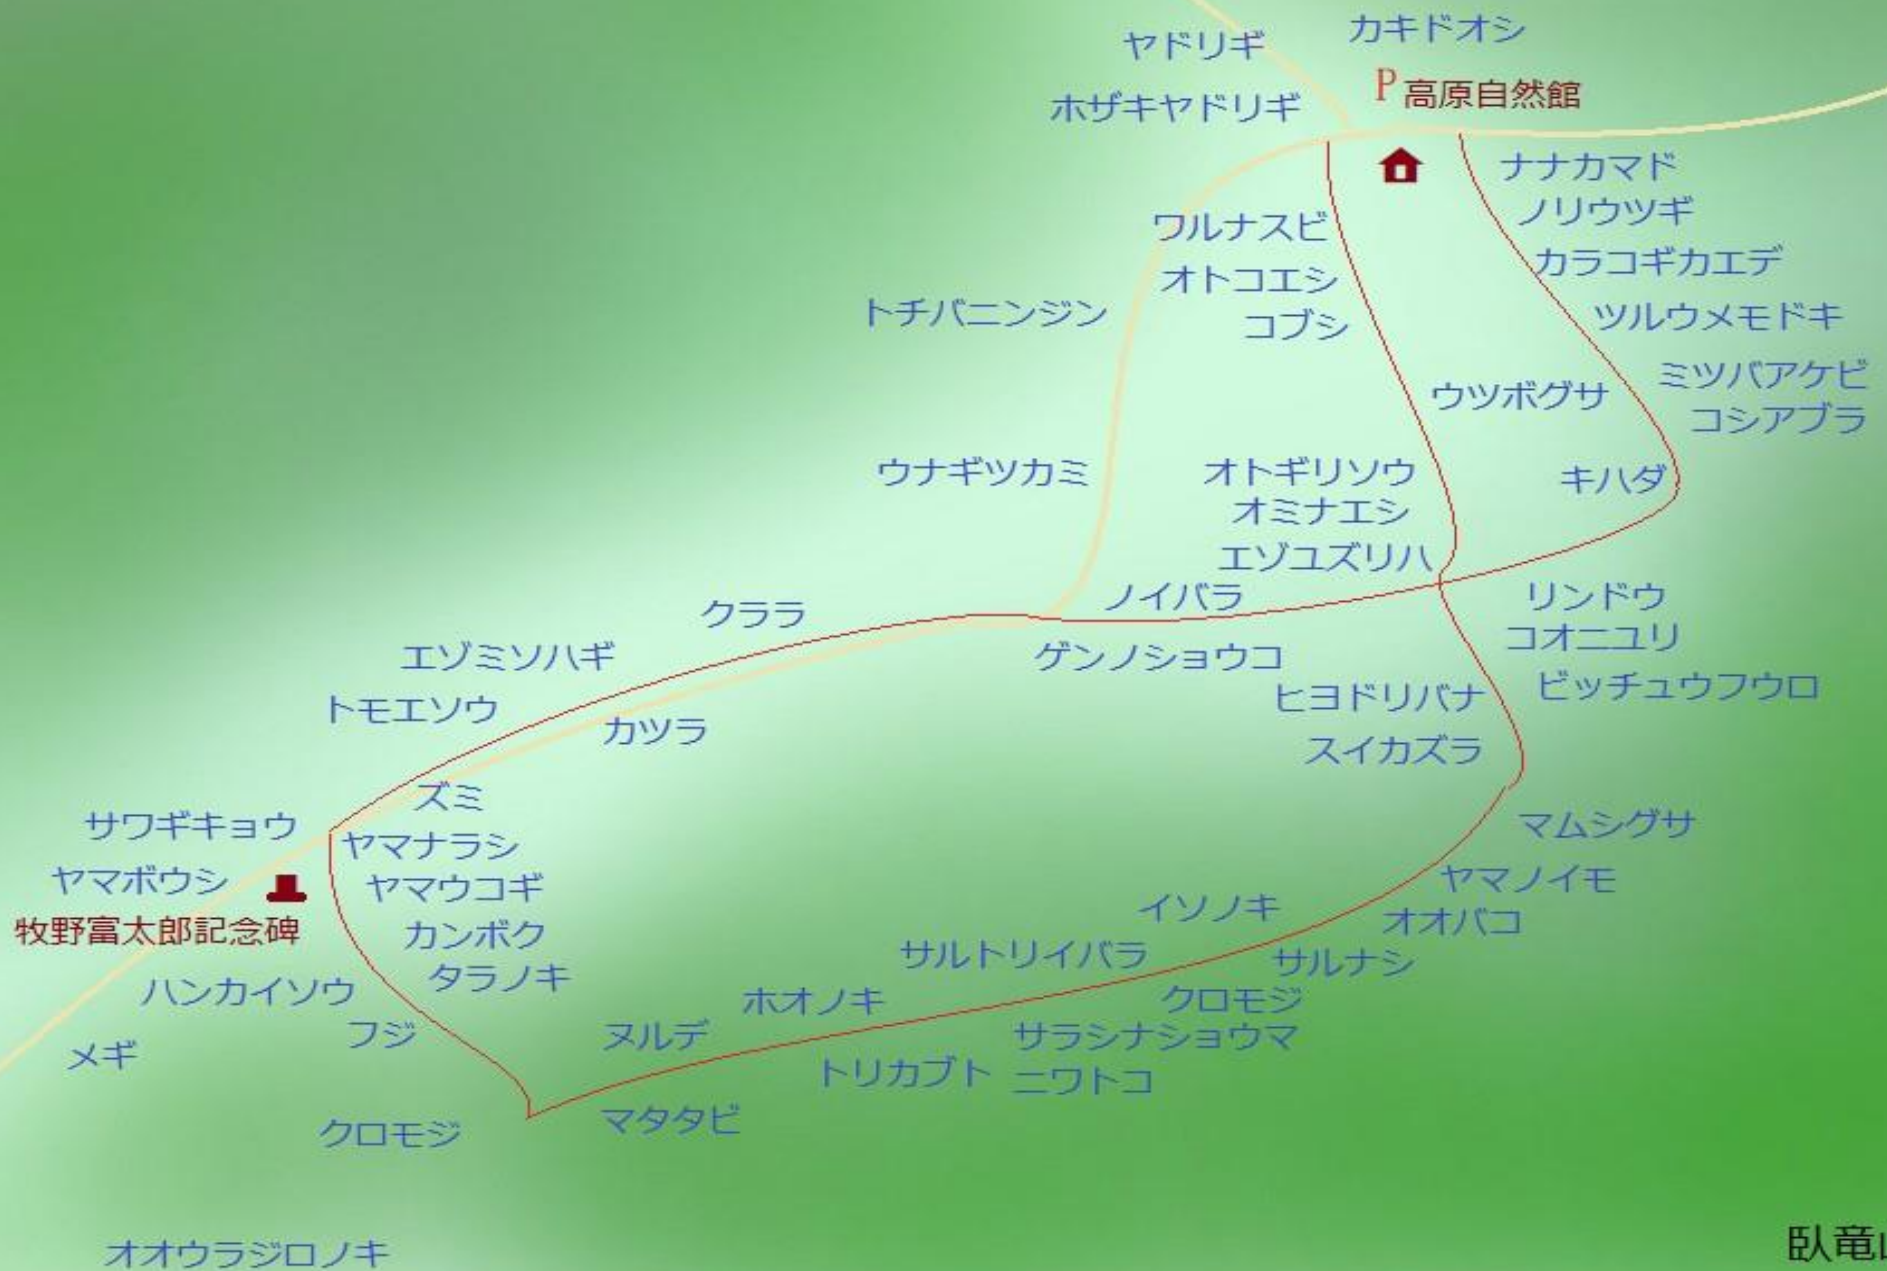 カキドオシ
ヤドリギ
P高原自然館
ホザキヤドリギ
ナナカマド
ノリウツギ
ワルナスビ
カラコギカエデ
オトコエシ
トチバニンジン
ツルウメモドキ
コブシ
ミツバアケビ
ウツボグサ
コシアブラ
ウナギツカミ
オトギリソウ
キハダ
オミナエシ
エゾユズリハ
ノイバラ
リンドウ
クララ
コオニユリ
エゾミソハギ
ゲンノショウコ
ビッチュウフウロ
ヒヨドリバナ
トモエソウ
カツラ
スイカズラ
ズミ
サワギキョウ
マムシグサ
ヤマナラシ
ヤマボウシ
ヤマウコギ
ヤマノイモ
イソノキ
オオバコ
牧野富太郎記念碑
カンボク
サルトリイバラ
サルナシ
タラノキ
ハンカイソウ
ホオノキ
クロモジ
フジ
ヌルデ
サラシナショウマ
メギ
トリカブト
ニワトコ
マタタビ
クロモジ
臥竜山
オオウラジロノキ